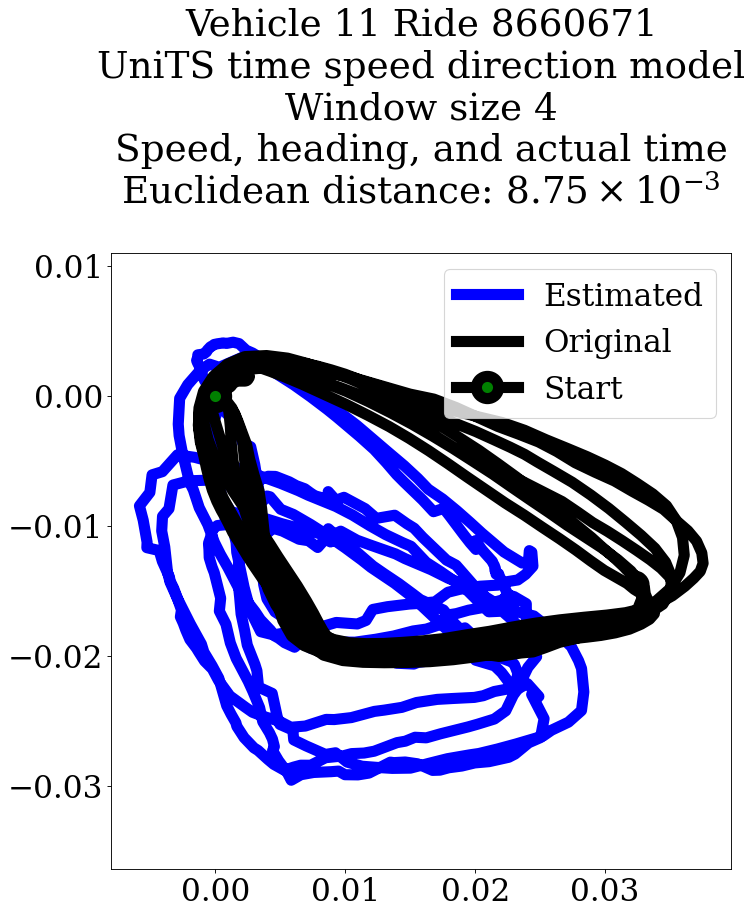 Vehicle 11 Ride 8660671
UniTS time speed direction model
Window size 4
Speed, heading, and actual time
Euclidean distance: 8.75 × 10⁻³
Estimated
Original
Start
0.01
0.00
−0.01
−0.02
−0.03
0.00 0.01 0.02 0.03